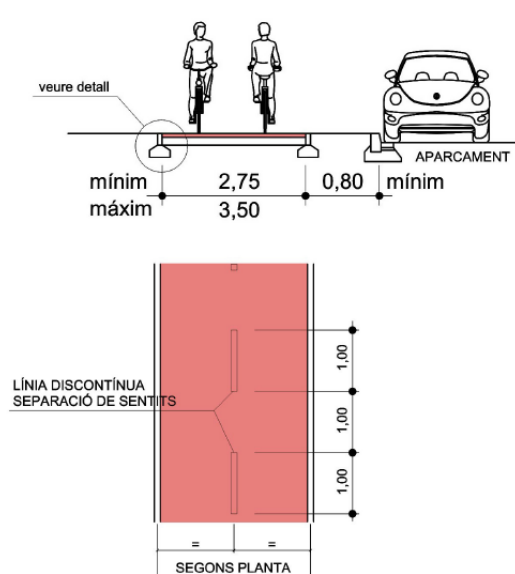 veure detall
APARCAMENT
mínim 2,75 0,80 mínim
máxim 3,50
1,00
LÍNIA DISCONTÍNUA
SEPARACIÓ DE SENTITS
1,00
1,00
= =
SEGONS PLANTA